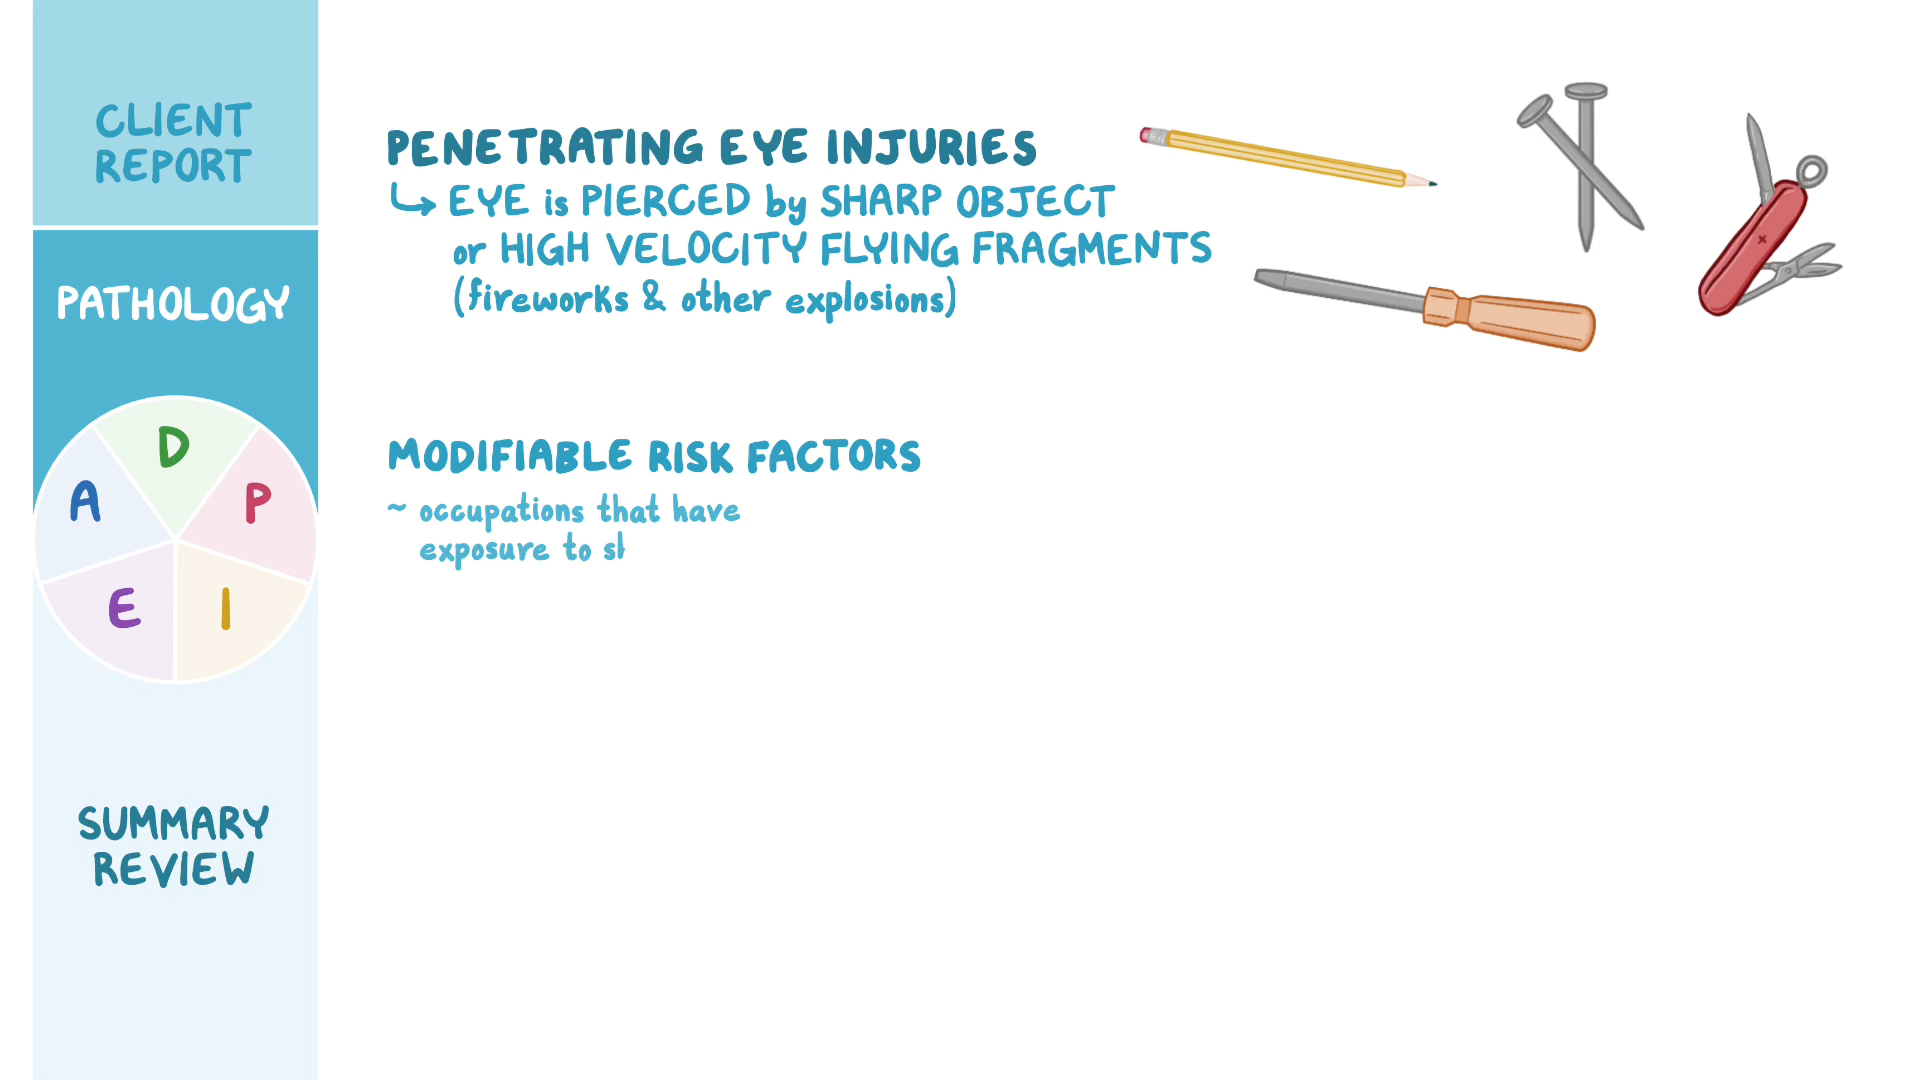 CLIENT
REPORT
PATHOLOGY
D
A
P
E
I
SUMMARY
REVIEW
PENETRATING EYE INJURIES
↳ EYE is PIERCED by SHARP OBJECT
or HIGH VELOCITY FLYING FRAGMENTS
(fireworks & other explosions)
MODIFIABLE RISK FACTORS
~ occupations that have
exposure to